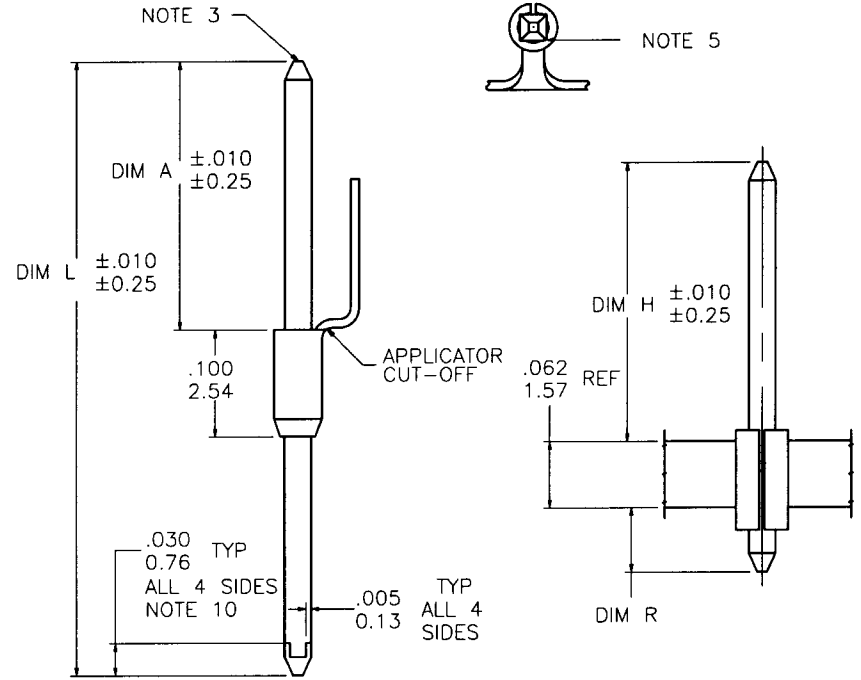 NOTE 3
NOTE 5
DIM A ±.010
±0.25
DIM L ±.010
±0.25
DIM H ±.010
±0.25
.100
2.54
APPLICATOR
CUT-OFF
.062
1.57 REF
.030
0.76 TYP
ALL 4 SIDES
NOTE 10
.005 TYP
0.13 ALL 4
SIDES
DIM R